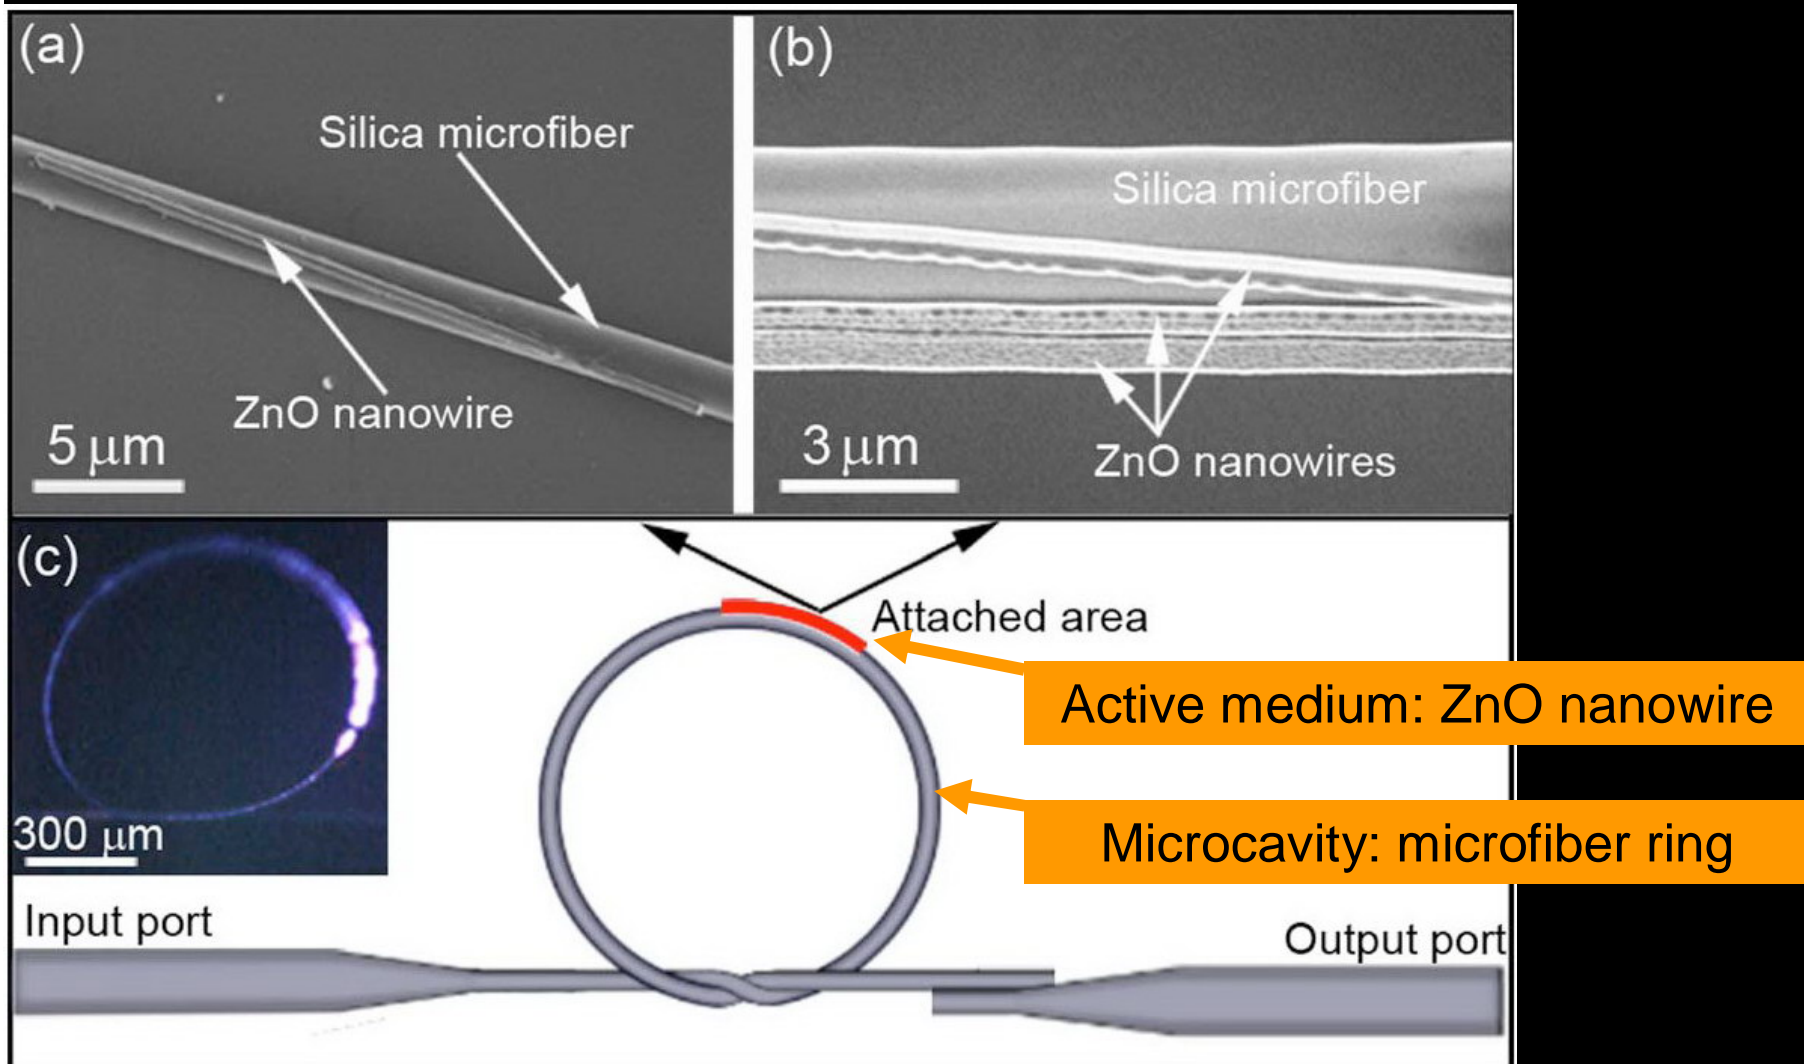 (a)
Silica microfiber
ZnO nanowire
5 μm
(b)
Silica microfiber
ZnO nanowires
3 μm
(c)
300 μm
Attached area
Active medium: ZnO nanowire
Microcavity: microfiber ring
Input port
Output port